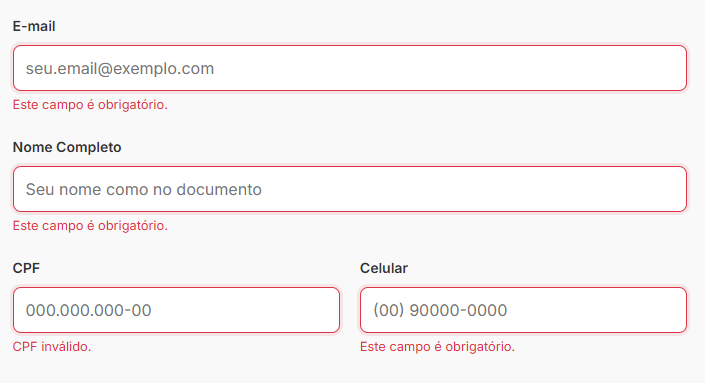 E-mail
seu.email@exemplo.com
Este campo é obrigatório.
Nome Completo
Seu nome como no documento
Este campo é obrigatório.
CPF
Celular
000.000.000-00
(00) 90000-0000
CPF inválido.
Este campo é obrigatório.